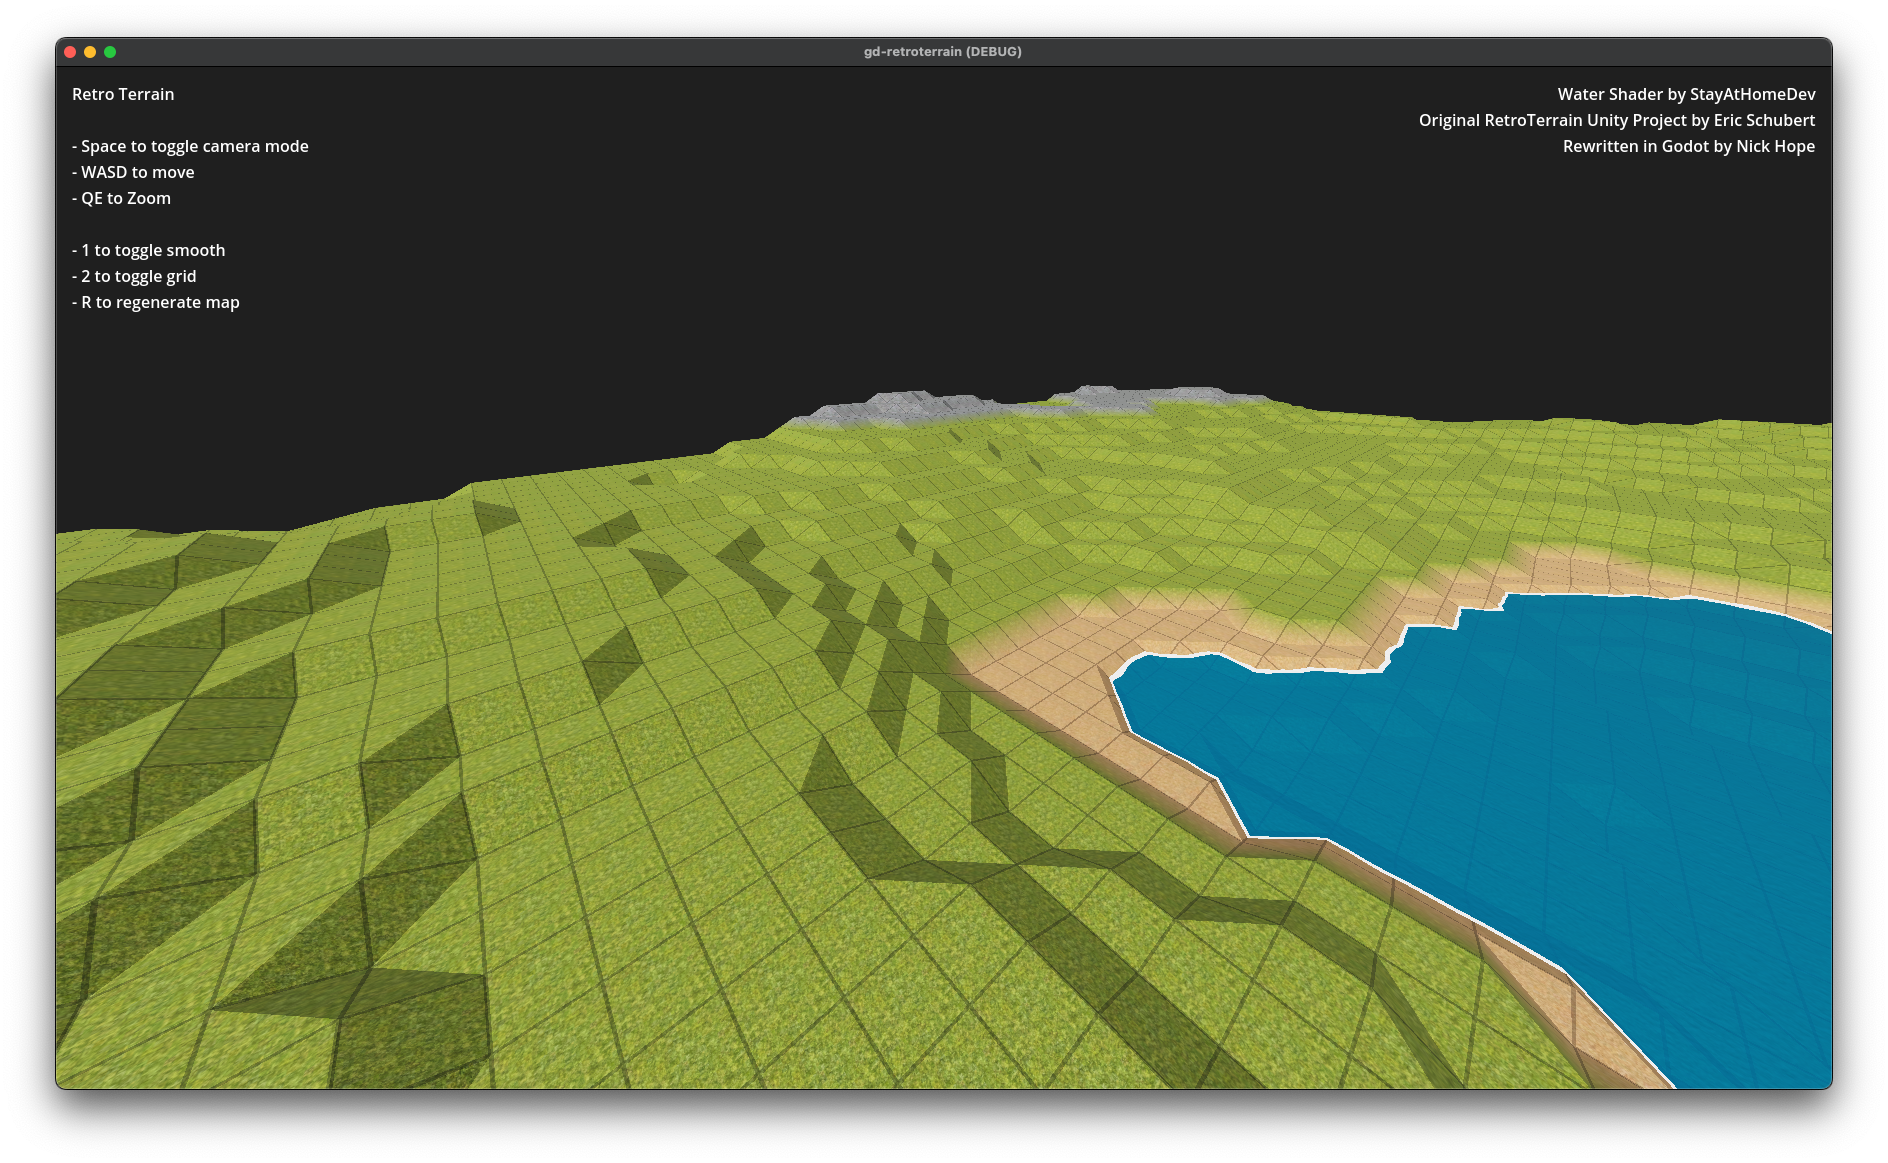 gd-retroterrain (DEBUG)
Retro Terrain
- Space to toggle camera mode
- WASD to move
- QE to Zoom
- 1 to toggle smooth
- 2 to toggle grid
- R to regenerate map
Water Shader by StayAtHomeDev
Original RetroTerrain Unity Project by Eric Schubert
Rewritten in Godot by Nick Hope